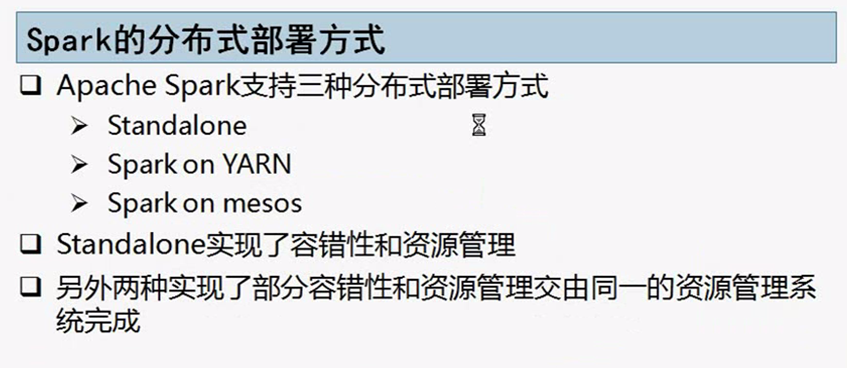 Spark的分布式部署方式
Apache Spark支持三种分布式部署方式
Standalone
Spark on YARN
Spark on mesos
Standalone实现了容错性和资源管理
另外两种实现了部分容错性和资源管理交由同一的资源管理系
统完成